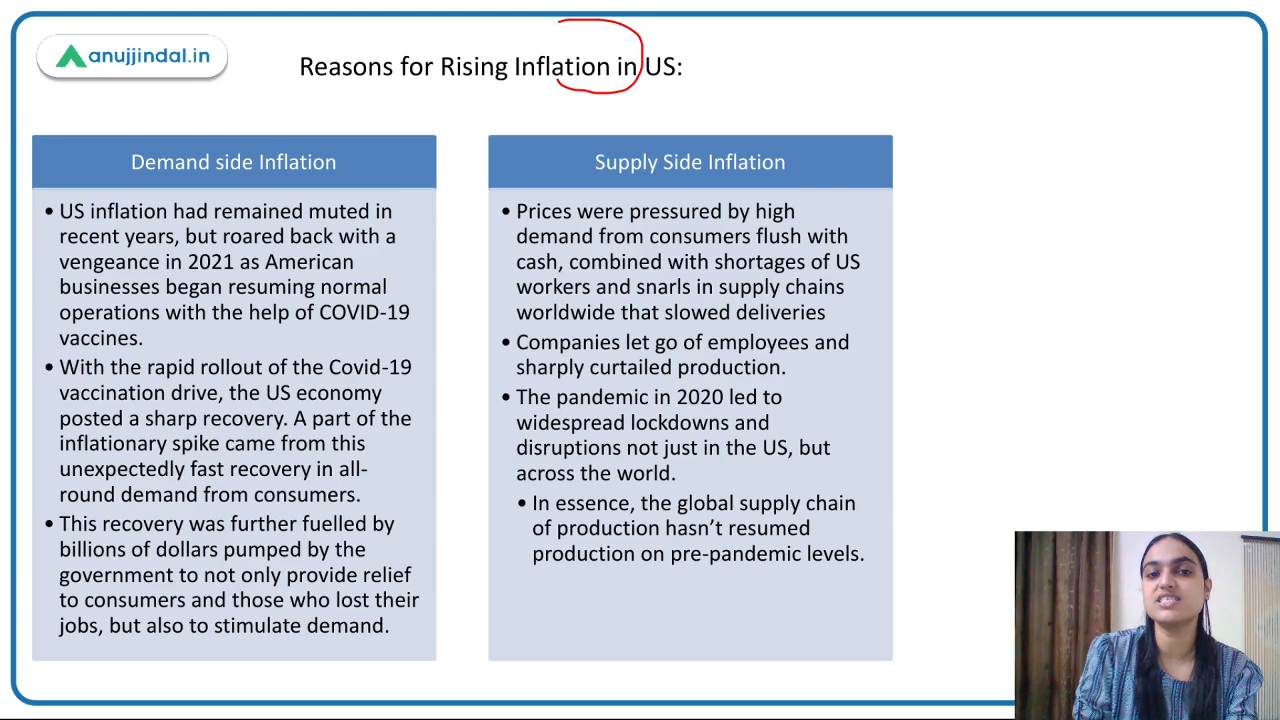 anujjindal.in
Reasons for Rising Inflation in US:
Demand side Inflation
• US inflation had remained muted in
recent years, but roared back with a
vengeance in 2021 as American
businesses began resuming normal
operations with the help of COVID-19
vaccines.
• With the rapid rollout of the Covid-19
vaccination drive, the US economy
posted a sharp recovery. A part of the
inflationary spike came from this
unexpectedly fast recovery in all-
round demand from consumers.
• This recovery was further fuelled by
billions of dollars pumped by the
government to not only provide relief
to consumers and those who lost their
jobs, but also to stimulate demand.
Supply Side Inflation
• Prices were pressured by high
demand from consumers flush with
cash, combined with shortages of US
workers and snarls in supply chains
worldwide that slowed deliveries
• Companies let go of employees and
sharply curtailed production.
• The pandemic in 2020 led to
widespread lockdowns and
disruptions not just in the US, but
across the world.
• In essence, the global supply chain
of production hasn’t resumed
production on pre-pandemic levels.